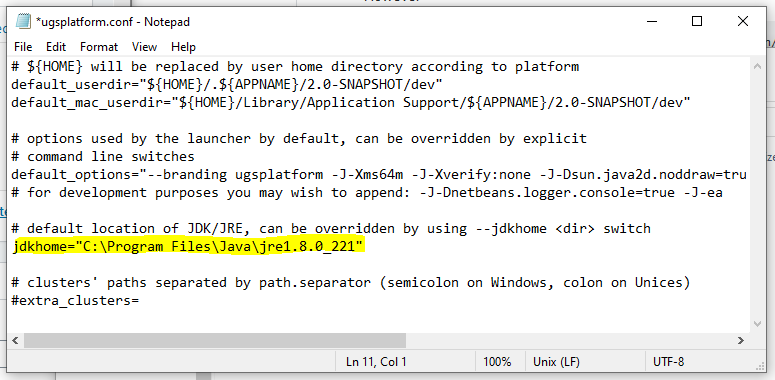 However
*ugsplatform.conf - Notepad
File Edit Format View Help
# ${HOME} will be replaced by user home directory according to platform
default_userdir="${HOME}/.${APPNAME}/2.0-SNAPSHOT/dev"
default_mac_userdir="${HOME}/Library/Application Support/${APPNAME}/2.0-SNAPSHOT/dev"
# options used by the launcher by default, can be overridden by explicit
# command line switches
default_options="--branding ugsplatform -J-Xms64m -J-Xverify:none -J-Dsun.java2d.noddraw=tru
# for development purposes you may wish to append: -J-Dnetbeans.logger.console=true -J-ea
# default location of JDK/JRE, can be overridden by using --jdkhome <dir> switch
jdkhome="C:\Program Files\Java\jre1.8.0_221"
# clusters' paths separated by path.separator (semicolon on Windows, colon on Unices)
#extra_clusters=
Ln 11, Col 1 100% Unix (LF) UTF-8